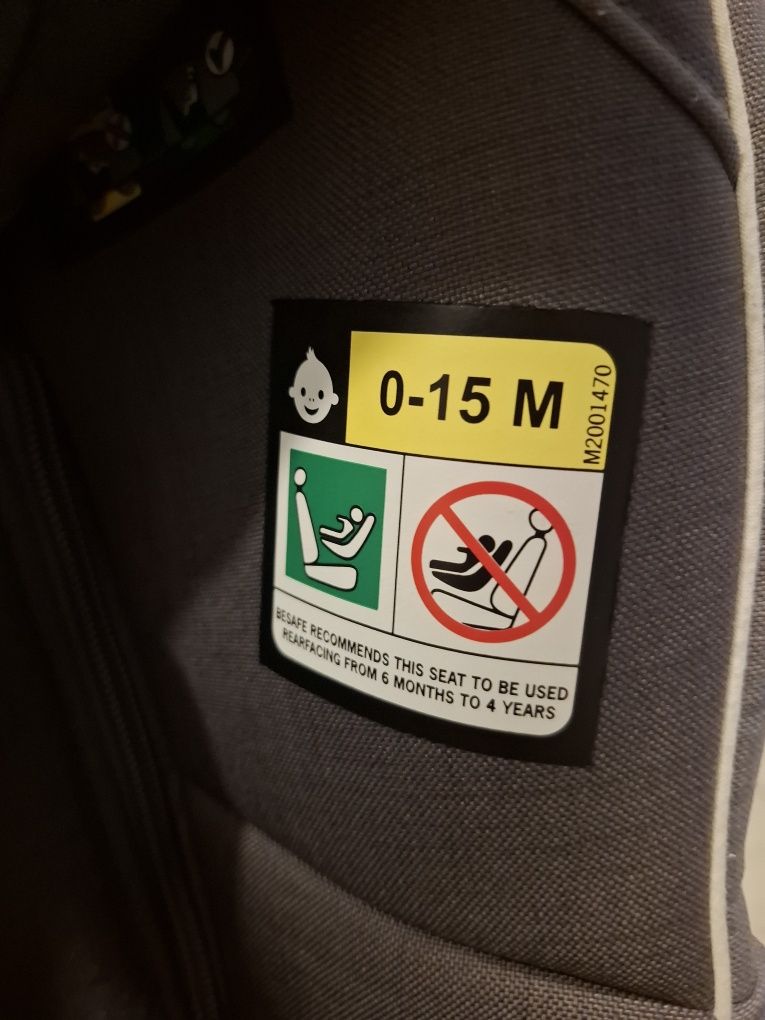 0-15 M
M2001470
BESAFE RECOMMENDS THIS SEAT TO BE USED
REARFACING FROM 6 MONTHS TO 4 YEARS